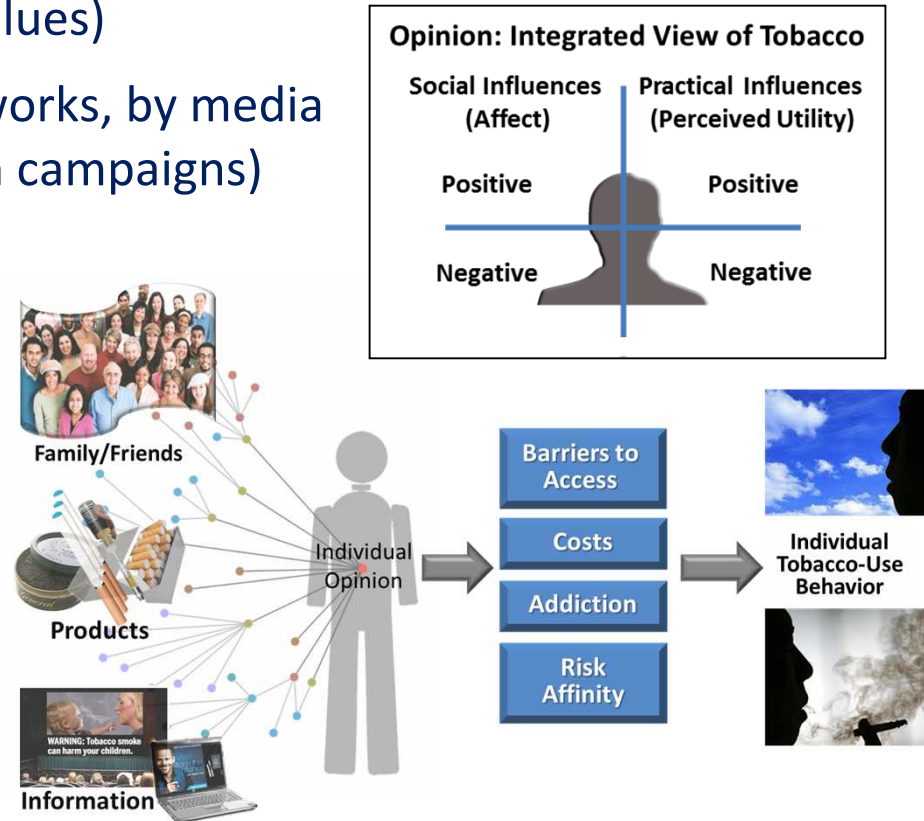 lues)
works, by media
campaigns)
Opinion: Integrated View of Tobacco
Social Influences
(Affect)
Practical Influences
(Perceived Utility)
Positive
Positive
Negative
Negative
Family/Friends
Products
General
WARNING: Tobacco smoke
can harm your children.
Information
Individual
Opinion
Barriers to
Access
Costs
Addiction
Risk
Affinity
Individual
Tobacco-Use
Behavior